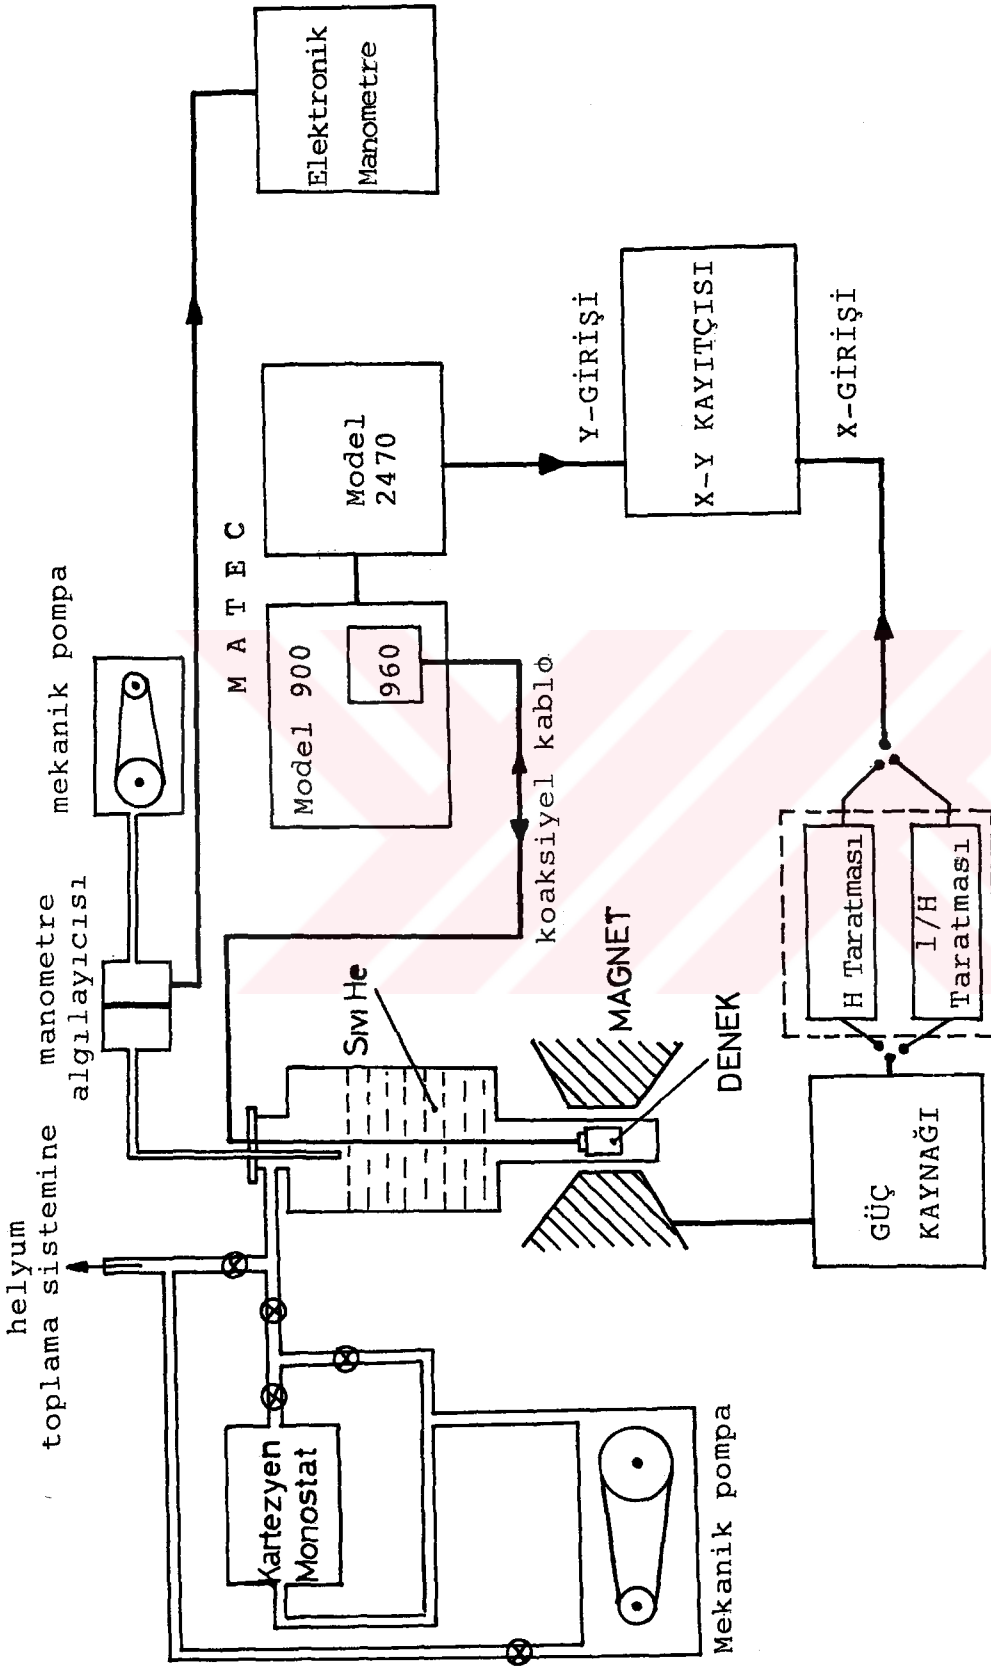 helyum
toplama sistemine
manometre
algılayıcısı
mekanik pompa
Elektronik
Manometre
M A T E C
Model 900
960
Model
2470
Kartezyen
Monostat
Sıvı He
koaksiyel kablo
Y-GİRİŞİ
X-Y KAYITÇISI
X-GİRİŞİ
MAGNET
DENEK
Mekanik pompa
GÜÇ
KAYNAĞI
H Taratması
1/H
Taratması